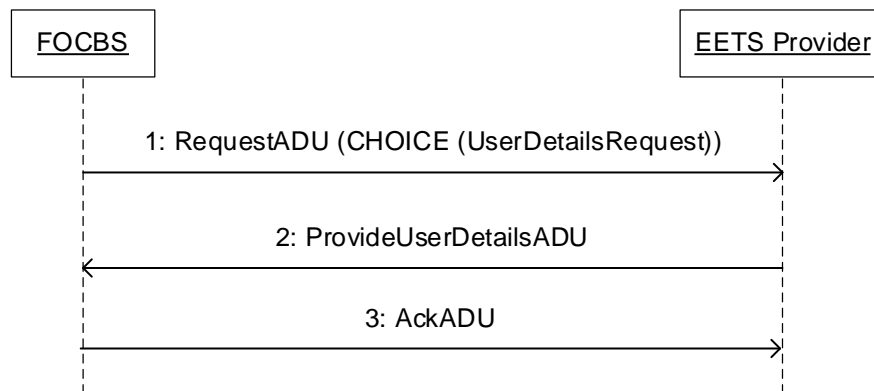 FOCBS
EETS Provider
1: RequestADU (CHOICE (UserDetailsRequest))
2: ProvideUserDetailsADU
3: AckADU